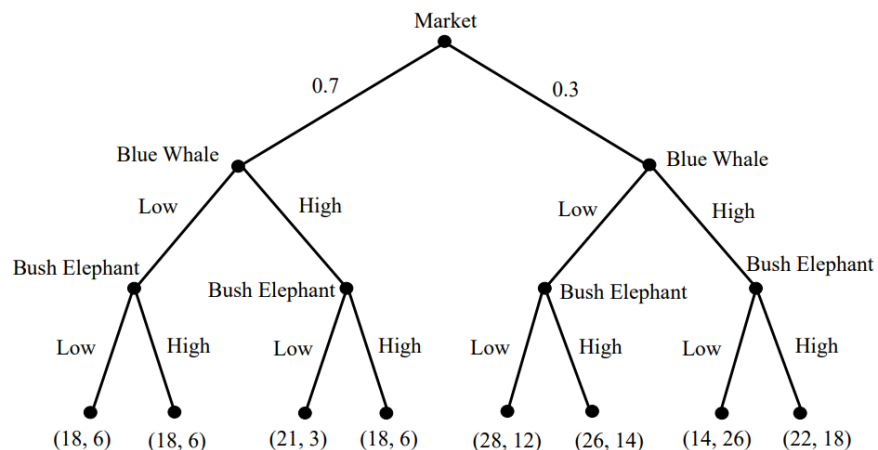 Market
0.7 0.3
Blue Whale Blue Whale
Low High Low High
Bush Elephant Bush Elephant Bush Elephant Bush Elephant
Low High Low High Low High Low High
(18, 6) (18, 6) (21, 3) (18, 6) (28, 12) (26, 14) (14, 26) (22, 18)